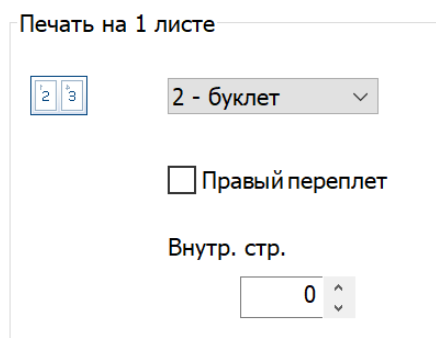 Печать на 1 листе
2 3
2 - буклет
Правый переплет
Внутр. стр.
0